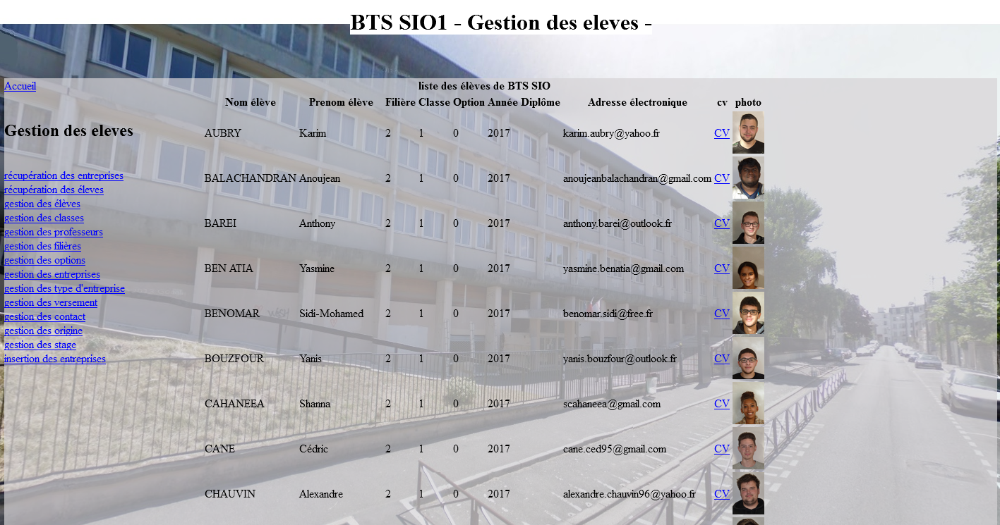 BTS SIO1 - Gestion des eleves -
Accueil
Gestion des eleves
récupération des entreprises
récupération des éleves
gestion des élèves
gestion des classes
gestion des professeurs
gestion des filières
gestion des options
gestion des entreprises
gestion des type d'entreprise
gestion des versement
gestion des contact
gestion des origine
gestion des stage
insertion des entreprises
liste des élèves de BTS SIO
Nom élève Prenom élève Filière Classe Option Année Diplôme Adresse électronique cv photo
AUBRY Karim 2 1 0 2017 karim.aubry@yahoo.fr CV
BALACHANDRAN Anoujean 2 1 0 2017 anoujeanbalachandran@gmail.com CV
BAREI Anthony 2 1 0 2017 anthony.barei@outlook.fr CV
BEN ATIA Yasmine 2 1 0 2017 yasmine.benatia@gmail.com CV
BENOMAR Sidi-Mohamed 2 1 0 2017 benomar.sidi@free.fr CV
BOUZFOUR Yanis 2 1 0 2017 yanis.bouzfour@outlook.fr CV
CAHANEEA Shanna 2 1 0 2017 scahaneea@gmail.com CV
CANE Cédric 2 1 0 2017 cane.ced95@gmail.com CV
CHAUVIN Alexandre 2 1 0 2017 alexandre.chauvin96@yahoo.fr CV